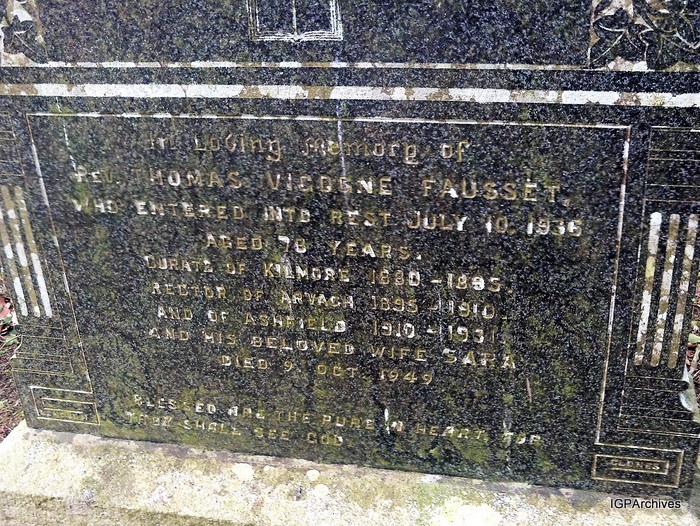 In Loving Memory of
REV. THOMAS VIGOGNE FAUSSET,
WHO ENTERED INTO REST JULY 10, 1936
AGED 78 YEARS.
CURATE OF KILMORE 1880-1895
RECTOR OF ARVAGH 1895-1910
AND OF ASHFIELD 1910-1931
AND HIS BELOVED WIFE SARA
DIED 9 OCT. 1949
BLESSED ARE THE PURE IN HEART FOR
THEY SHALL SEE GOD
CLONES
IGPArchives